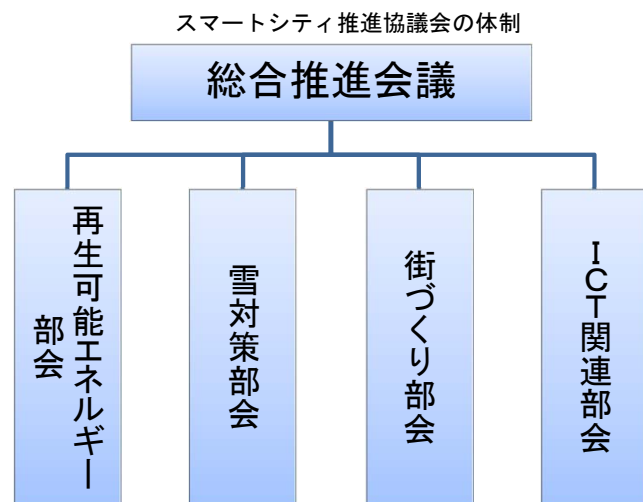 スマートシティ推進協議会の体制
総合推進会議
再生可能エネルギー
部会
雪対策部会
街づくり部会
ICT関連部会